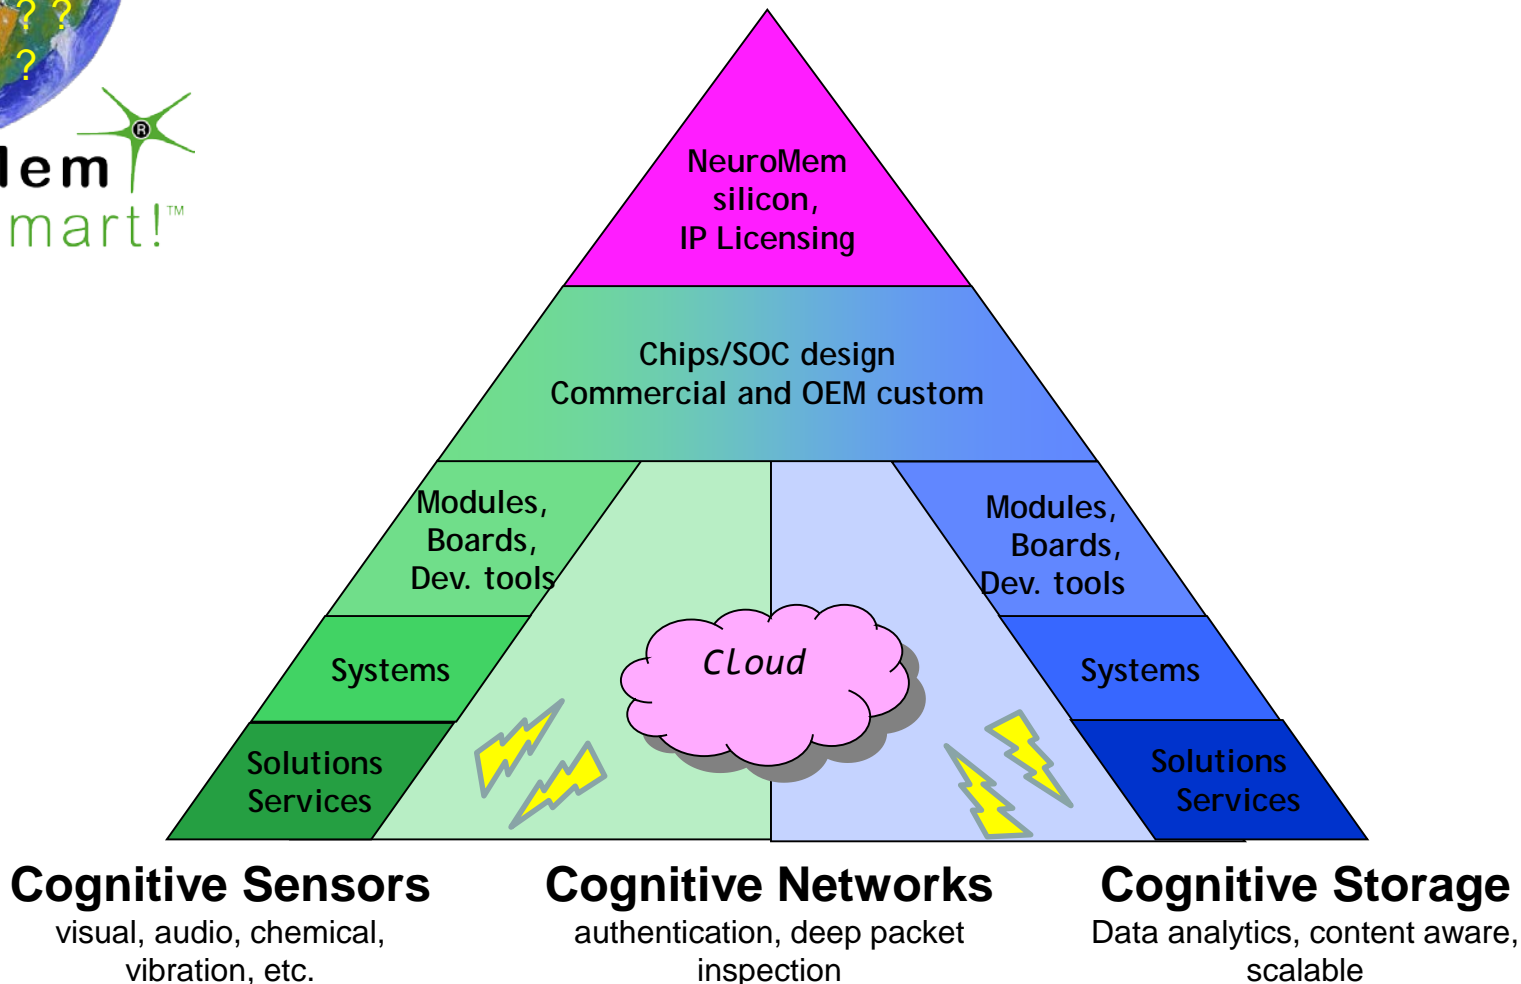 ? ?
?
®
lem
mart!™
NeuroMem
silicon,
IP Licensing
Chips/SOC design
Commercial and OEM custom
Modules,
Boards,
Dev. tools
Modules,
Boards,
Dev. tools
Cloud
Systems
Systems
Solutions
Services
Solutions
Services
Cognitive Sensors
visual, audio, chemical,
vibration, etc.
Cognitive Networks
authentication, deep packet
inspection
Cognitive Storage
Data analytics, content aware,
scalable